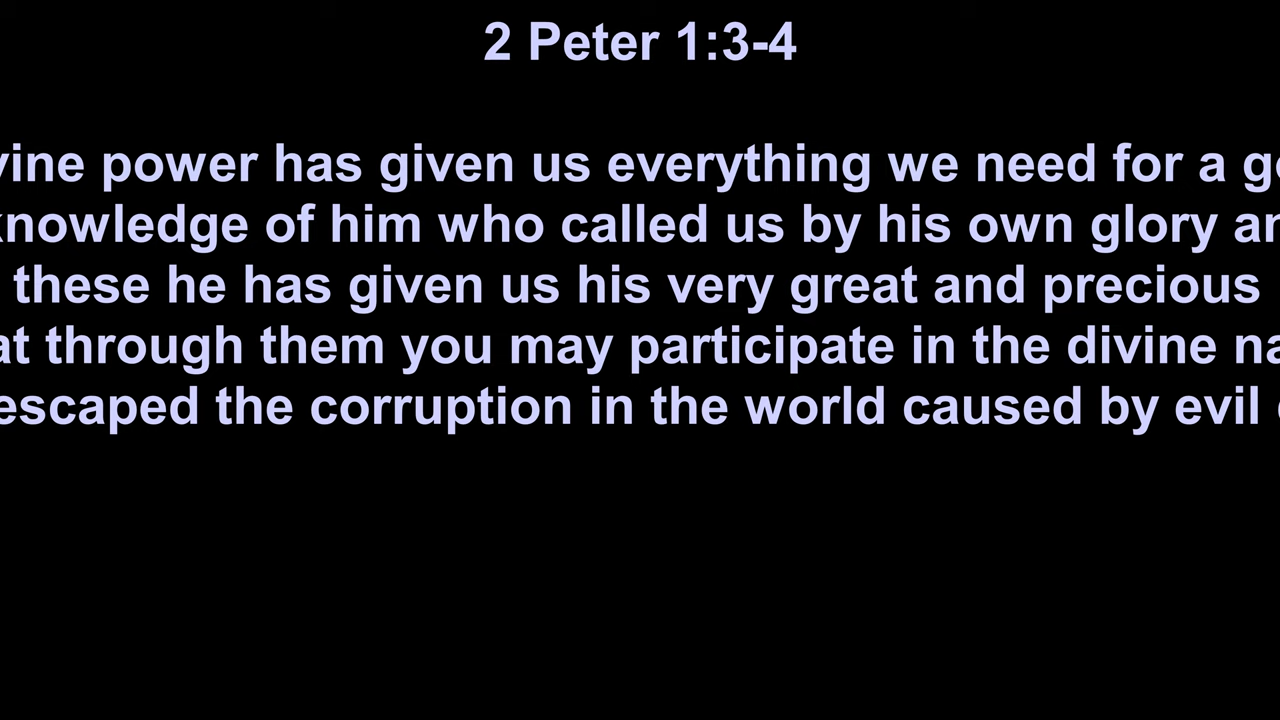 2 Peter 1:3-4
vine power has given us everything we need for a
knowledge of him who called us by his own glory
these he has given us his very great and precious
at through them you may participate in the divine
escaped the corruption in the world caused by evil